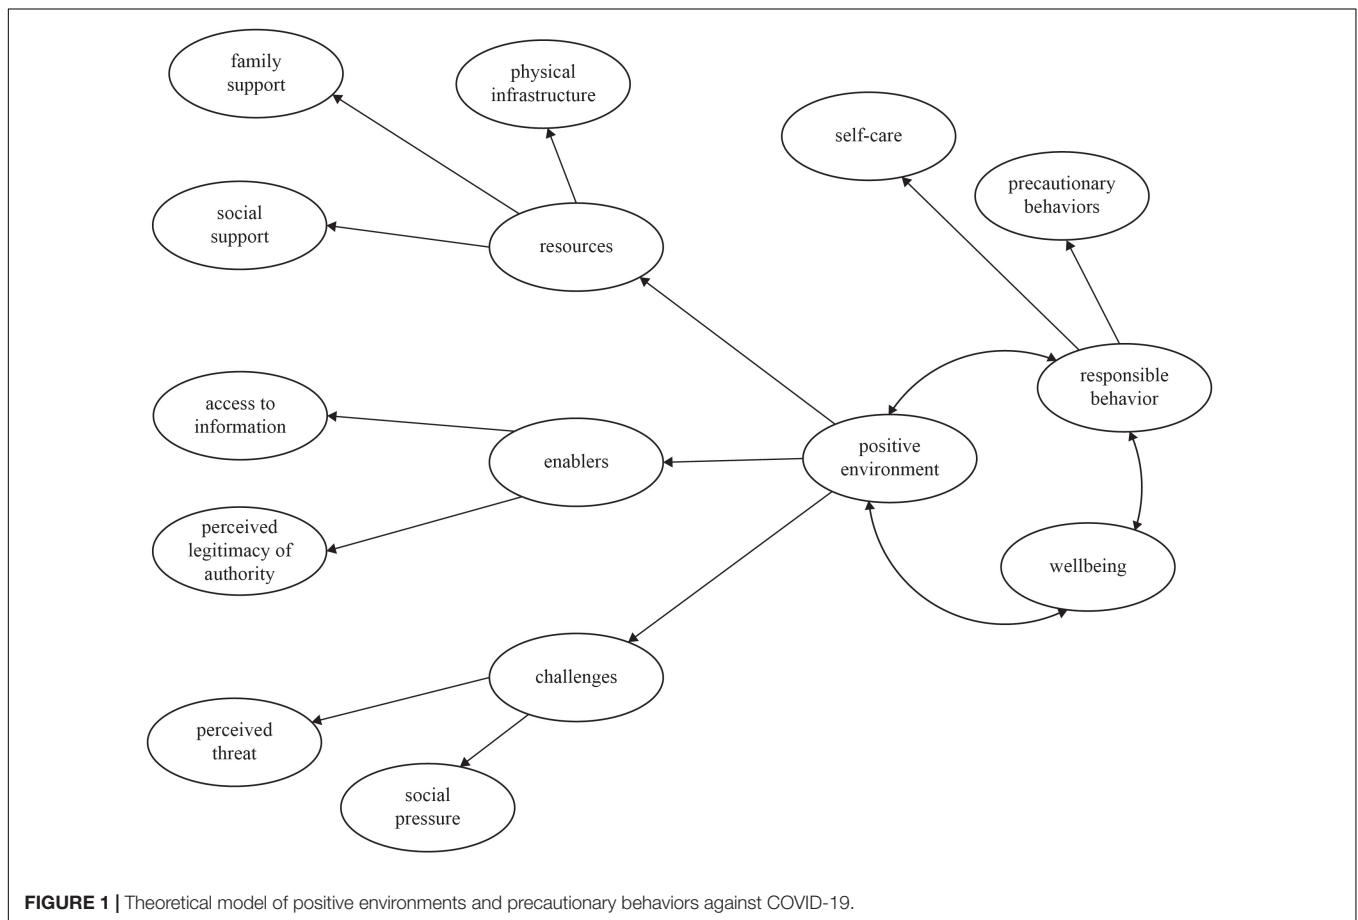 family
support
physical
infrastructure
self-care
precautionary
behaviors
social
support
resources
responsible
behavior
access to
information
enablers
positive
environment
perceived
legitimacy of
authority
wellbeing
challenges
perceived
threat
social
pressure
FIGURE 1 | Theoretical model of positive environments and precautionary behaviors against COVID-19.